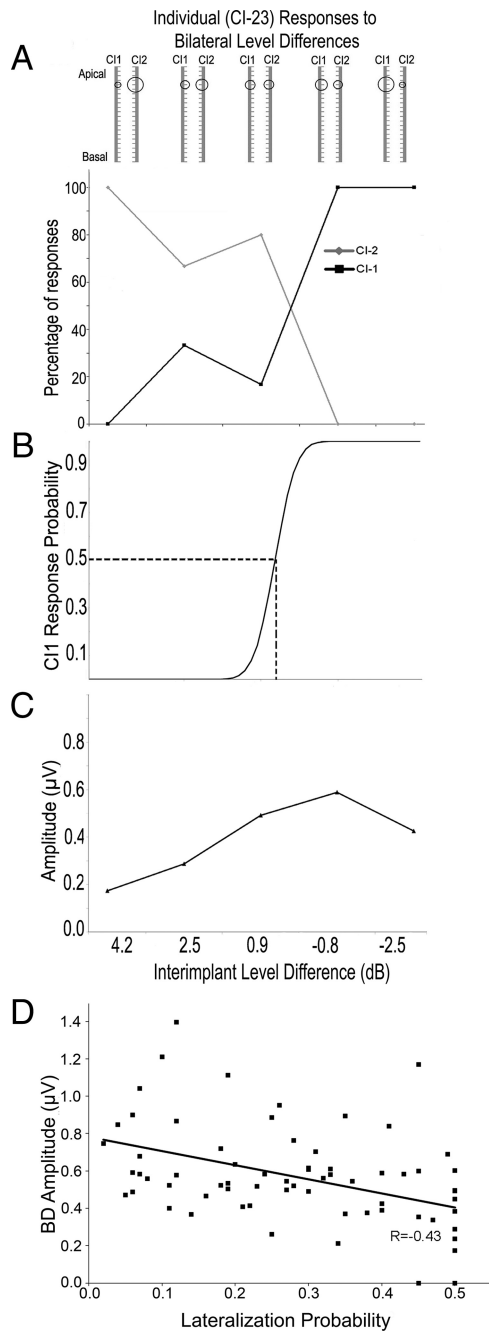 Individual (CI-23) Responses to
Bilateral Level Differences
A
CI1 CI2 CI1 CI2 CI1 CI2 CI1 CI2 CI1 CI2
Apical
Basal
Percentage of responses
100
80
60
40
20
0
CI-2
CI-1
B
CI1 Response Probability
0.9
0.7
0.5
0.3
0.1
C
Amplitude (µV)
0.8
0.6
0.4
0.2
0.0
4.2 2.5 0.9 -0.8 -2.5
Interimplant Level Difference (dB)
D
BD Amplitude (µV)
1.4
1.2
1.0
0.8
0.6
0.4
0.2
0.0
R=-0.43
0.0 0.1 0.2 0.3 0.4 0.5
Lateralization Probability